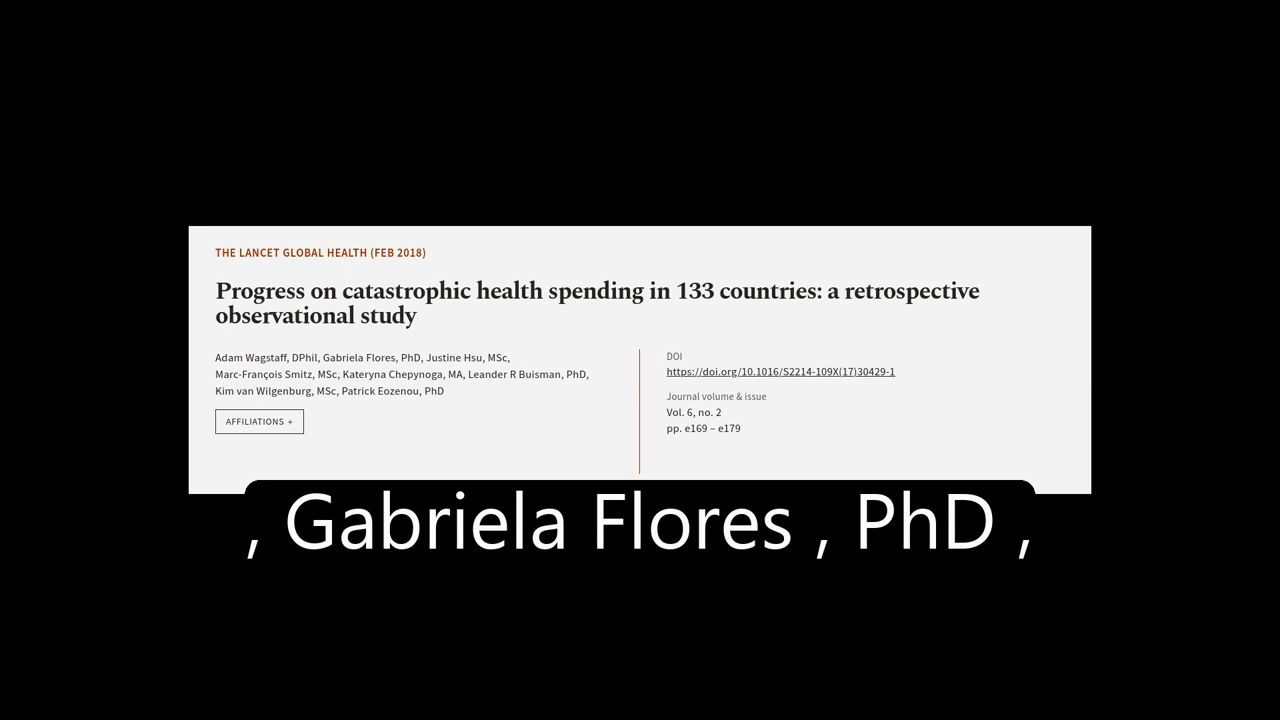 THE LANCET GLOBAL HEALTH (FEB 2018)
Progress on catastrophic health spending in 133 countries: a retrospective
observational study
Adam Wagstaff, DPhil, Gabriela Flores, PhD, Justine Hsu, MSc,
Marc-François Smitz, MSc, Kateryna Chepynoga, MA, Leander R Buisman, PhD,
Kim van Wilgenburg, MSc, Patrick Eozenou, PhD
AFFILIATIONS +
DOI
https://doi.org/10.1016/S2214-109X(17)30429-1
Journal volume & issue
Vol. 6, no. 2
pp. e169 – e179
, Gabriela Flores , PhD ,